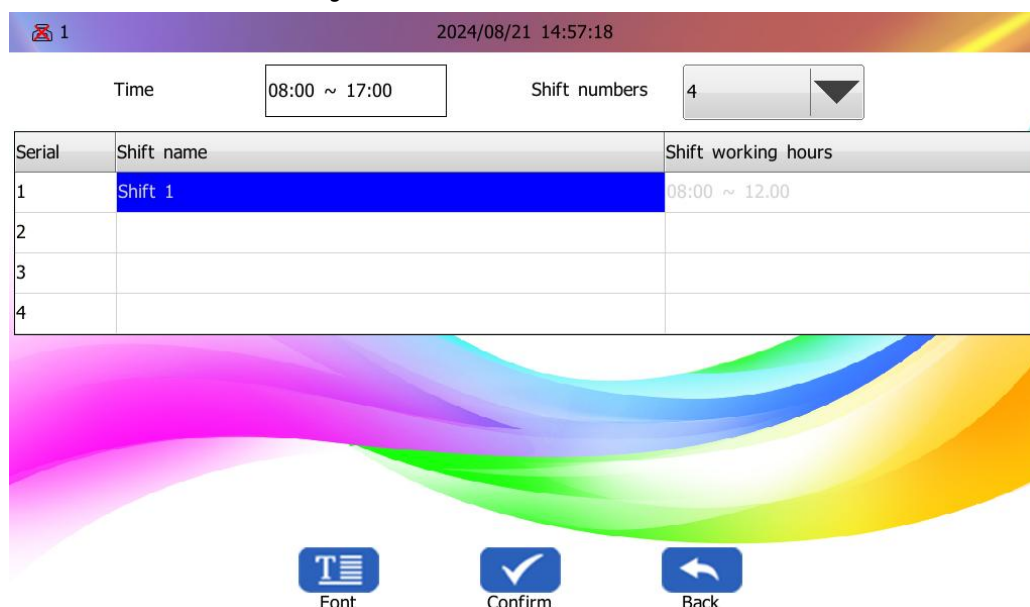 1 2024/08/21 14:57:18
Time 08:00 ~ 17:00 Shift numbers 4
Serial Shift name Shift working hours
1 Shift 1 08:00 ~ 12.00
2
3
4
Font Confirm Back